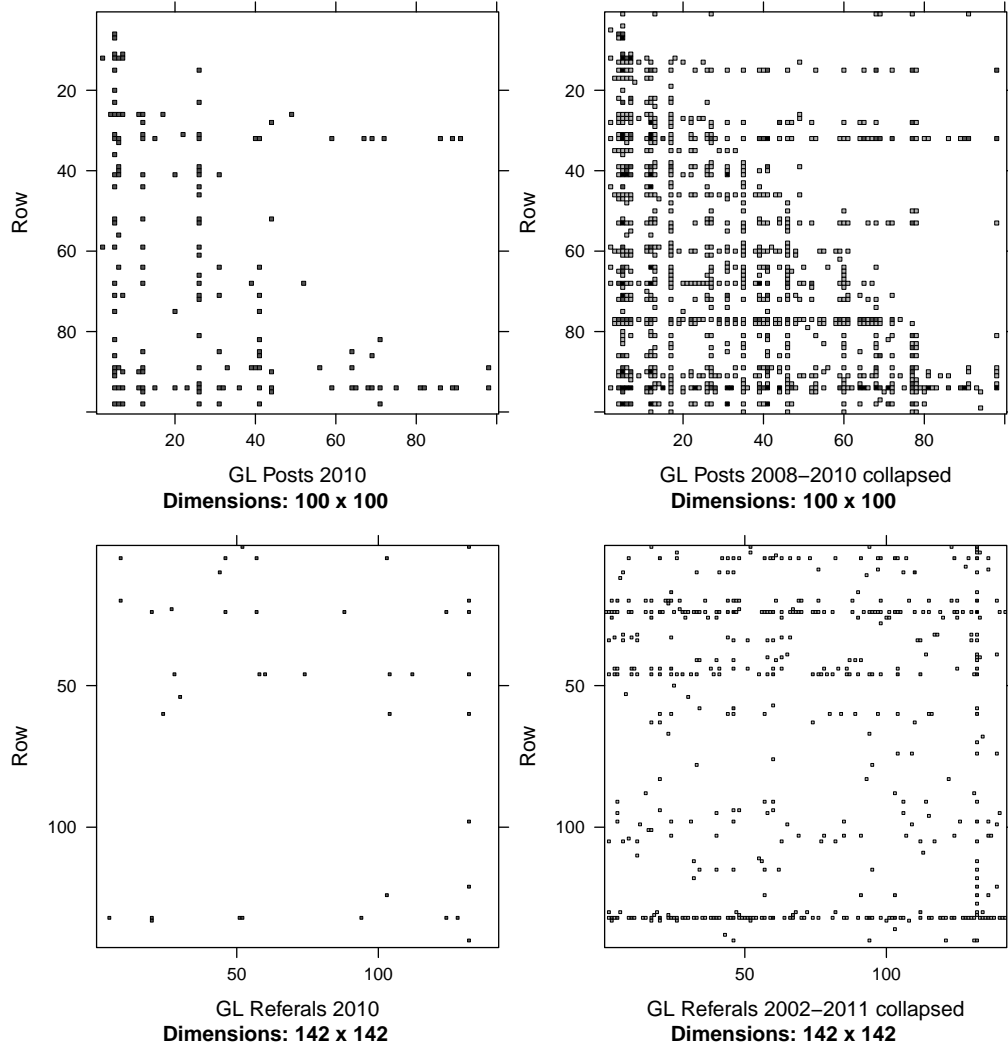 20
40
60
80
Row
20
40
60
80
GL Posts 2010
Dimensions: 100 x 100
20
40
60
80
Row
20
40
60
80
GL Posts 2008−2010 collapsed
Dimensions: 100 x 100
50
100
Row
50
100
GL Referals 2010
Dimensions: 142 x 142
50
100
Row
50
100
GL Referals 2002−2011 collapsed
Dimensions: 142 x 142